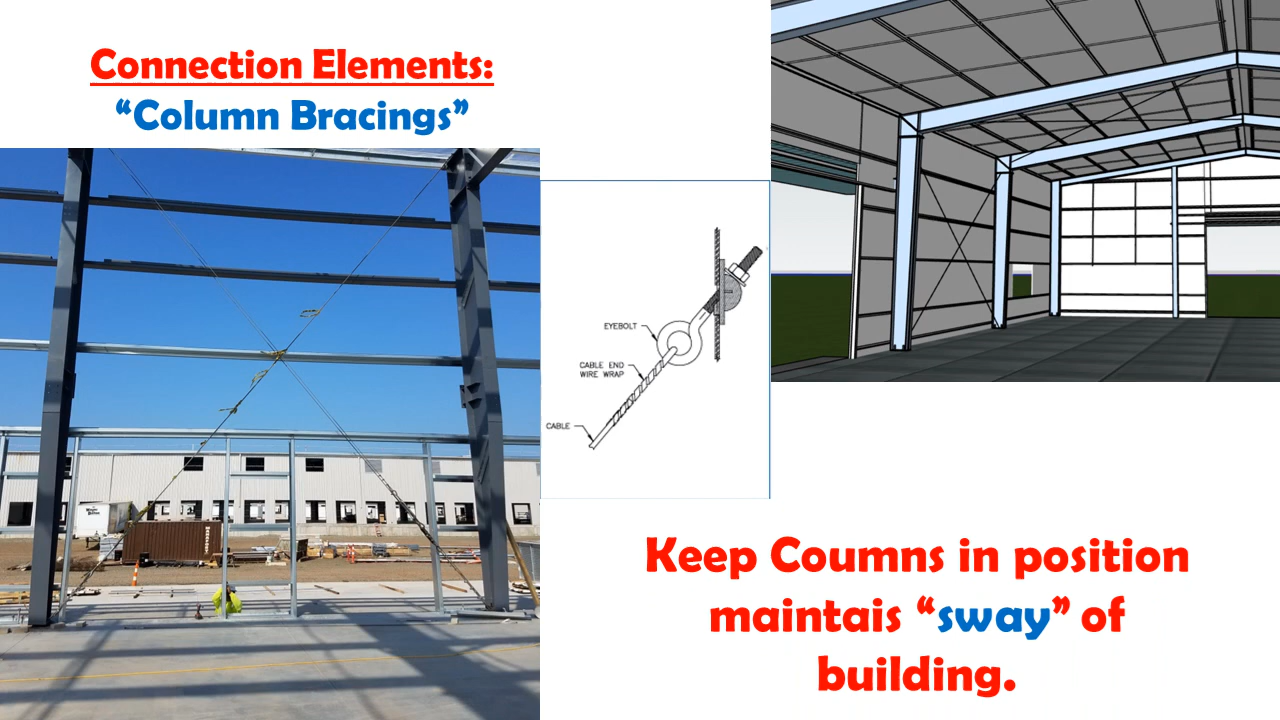 Connection Elements:
“Column Bracings”
EYEBOLT
CABLE END
WIRE WRAP
CABLE
Keep Coumns in position
maintais “sway” of
building.